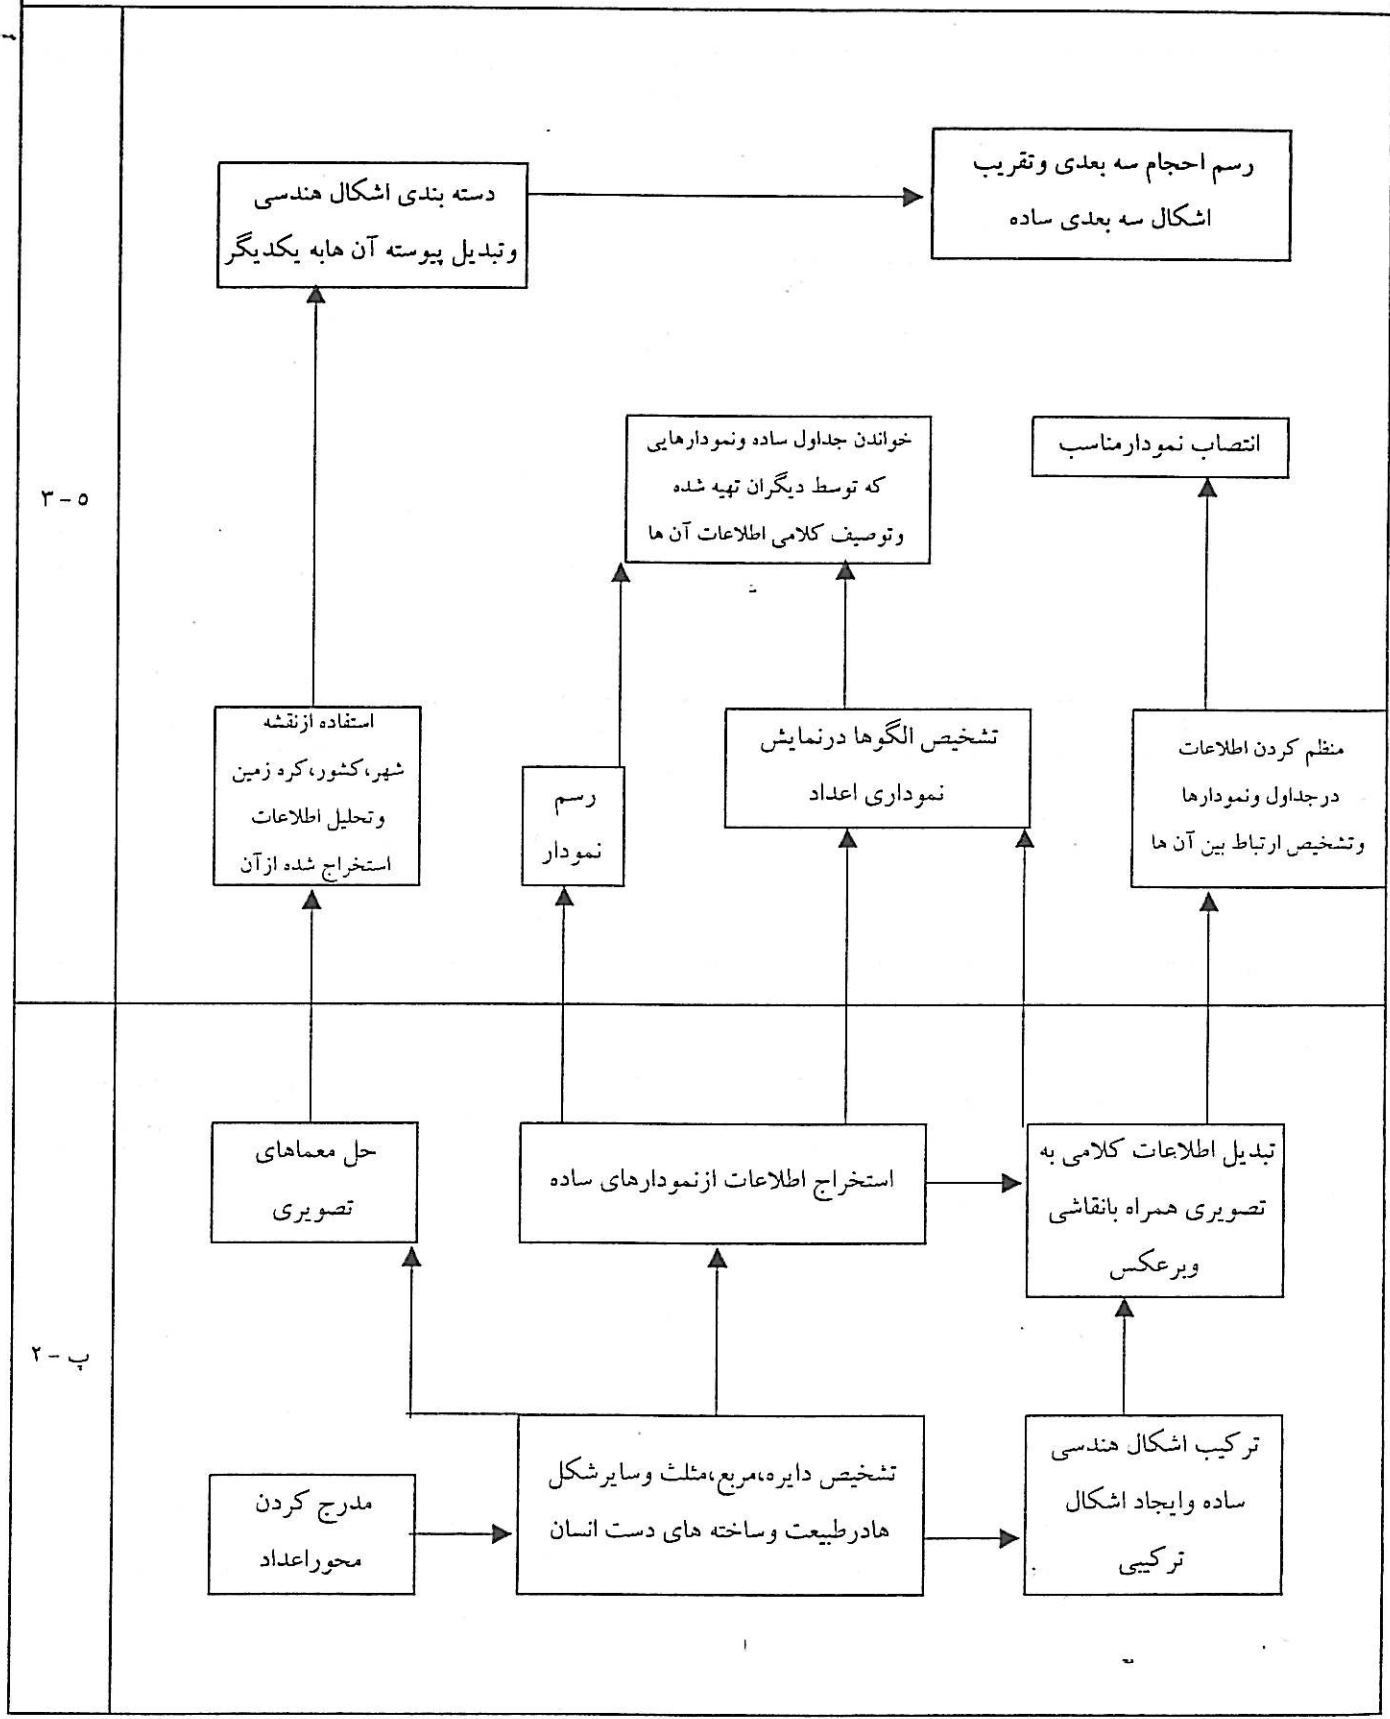 رسم احجام سه بعدی وتقریب
اشکال سه بعدی ساده
دسته بندی اشکال هندسی
وتبدیل پیوسته آن هابه یکدیگر
انتصاب نمودارمناسب
خواندن جداول ساده ونمودارهایی
که توسط دیگران تهیه شده
وتوصیف کلامی اطلاعات آن ها
۳ - ۵
منظم کردن اطلاعات
درجداول ونمودارها
وتشخیص ارتباط بین آن ها
تشخیص الگوها درنمایش
نموداری اعداد
رسم
نمودار
استفاده ازنقشه
شهر،کشور،کره زمین
وتحلیل اطلاعات
استخراج شده ازآن
تبدیل اطلاعات کلامی به
تصویری همراه بانقاشی
وبرعکس
استخراج اطلاعات ازنمودارهای ساده
حل معماهای
تصویری
پ - ۲
ترکیب اشکال هندسی
ساده وایجاد اشکال
ترکیبی
تشخیص دایره،مربع،مثلث وسایرشکل
هادرطبیعت وساخته های دست انسان
مدرج کردن
محوراعداد